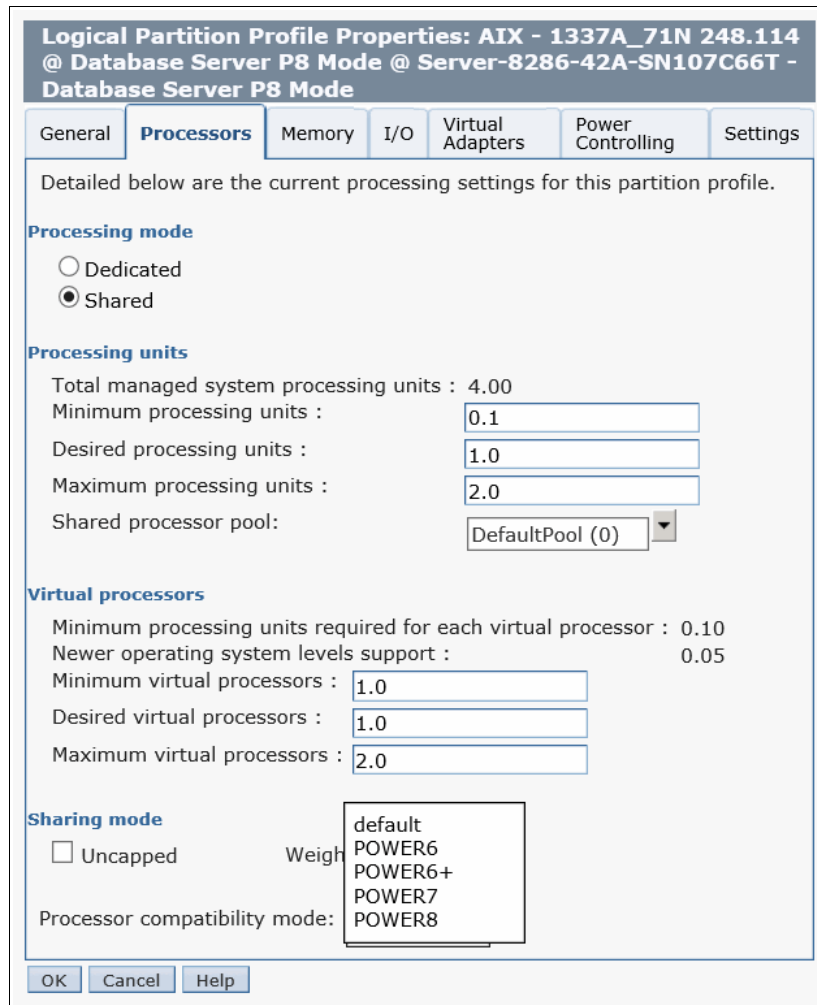 Logical Partition Profile Properties: AIX - 1337A_71N 248.114
@ Database Server P8 Mode @ Server-8286-42A-SN107C66T -
Database Server P8 Mode
General Processors Memory I/O Virtual Adapters Power Controlling Settings
Detailed below are the current processing settings for this partition profile.
Processing mode
Dedicated
Shared
Processing units
Total managed system processing units : 4.00
Minimum processing units : 0.1
Desired processing units : 1.0
Maximum processing units : 2.0
Shared processor pool: DefaultPool (0)
Virtual processors
Minimum processing units required for each virtual processor : 0.10
Newer operating system levels support : 0.05
Minimum virtual processors : 1.0
Desired virtual processors : 1.0
Maximum virtual processors : 2.0
Sharing mode
Uncapped Weigh
Processor compatibility mode:
default
POWER6
POWER6+
POWER7
POWER8
OK Cancel Help